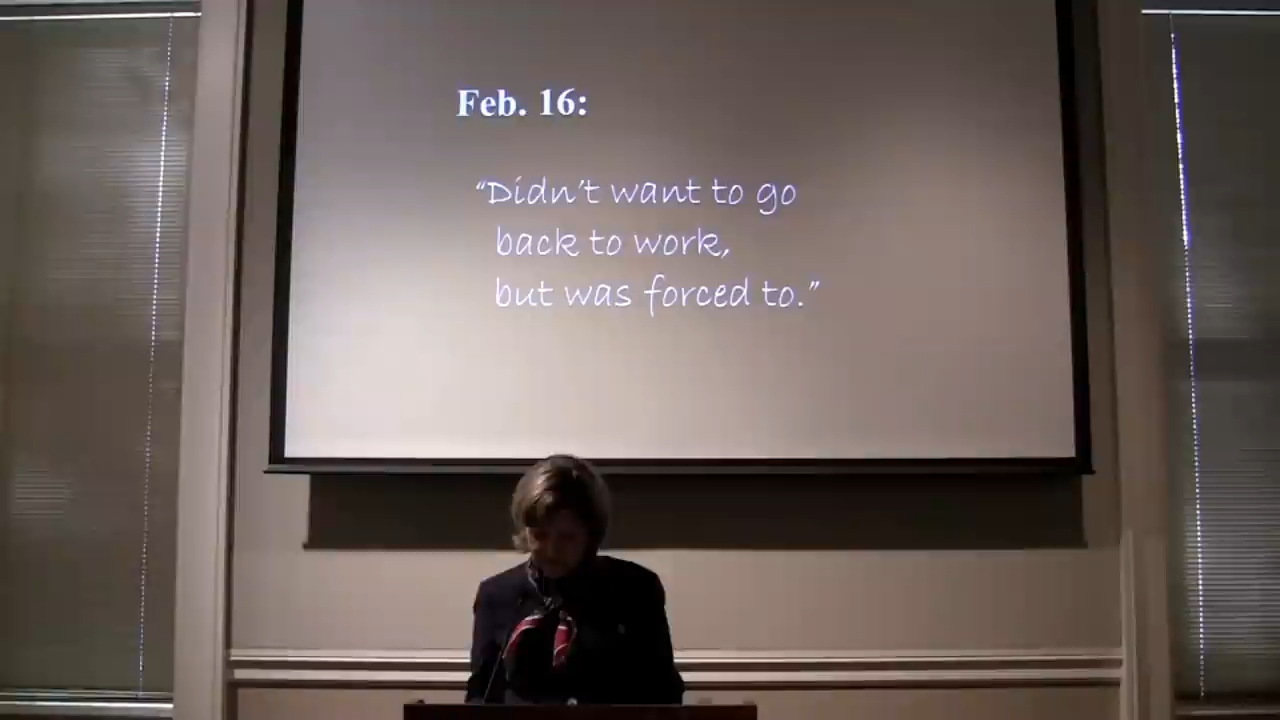 Feb. 16:
“Didn’t want to go
back to work,
but was forced to.”